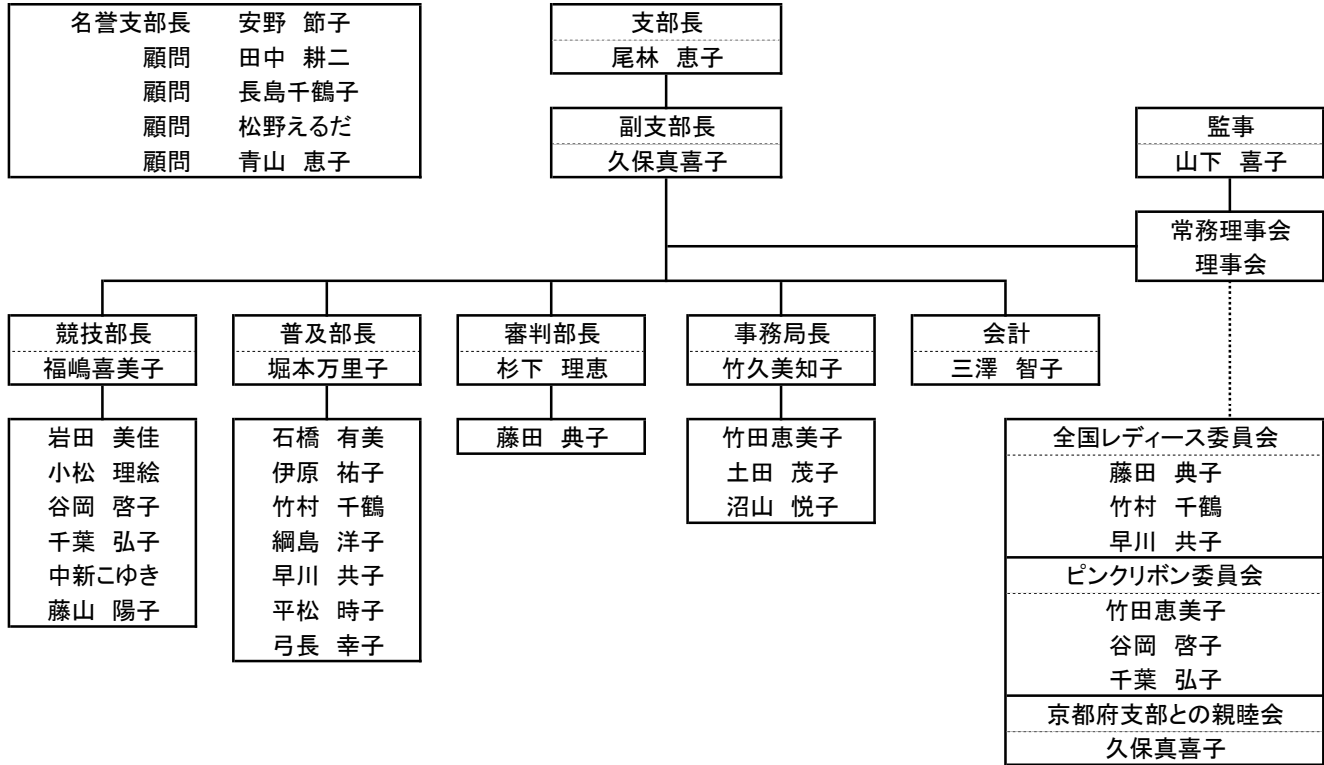 名誉支部長 安野 節子
顧問 田中 耕二
顧問 長島千鶴子
顧問 松野えるだ
顧問 青山 恵子
支部長
尾林 恵子
副支部長
久保真喜子
監事
山下 喜子
常務理事会
理事会
競技部長
福嶋喜美子
岩田 美佳
小松 理絵
谷岡 啓子
千葉 弘子
中新こゆき
藤山 陽子
普及部長
堀本万里子
石橋 有美
伊原 祐子
竹村 千鶴
綱島 洋子
早川 共子
平松 時子
弓長 幸子
審判部長
杉下 理恵
藤田 典子
事務局長
竹久美知子
竹田恵美子
土田 茂子
沼山 悦子
会計
三澤 智子
全国レディース委員会
藤田 典子
竹村 千鶴
早川 共子
ピンクリボン委員会
竹田恵美子
谷岡 啓子
千葉 弘子
京都府支部との親睦会
久保真喜子